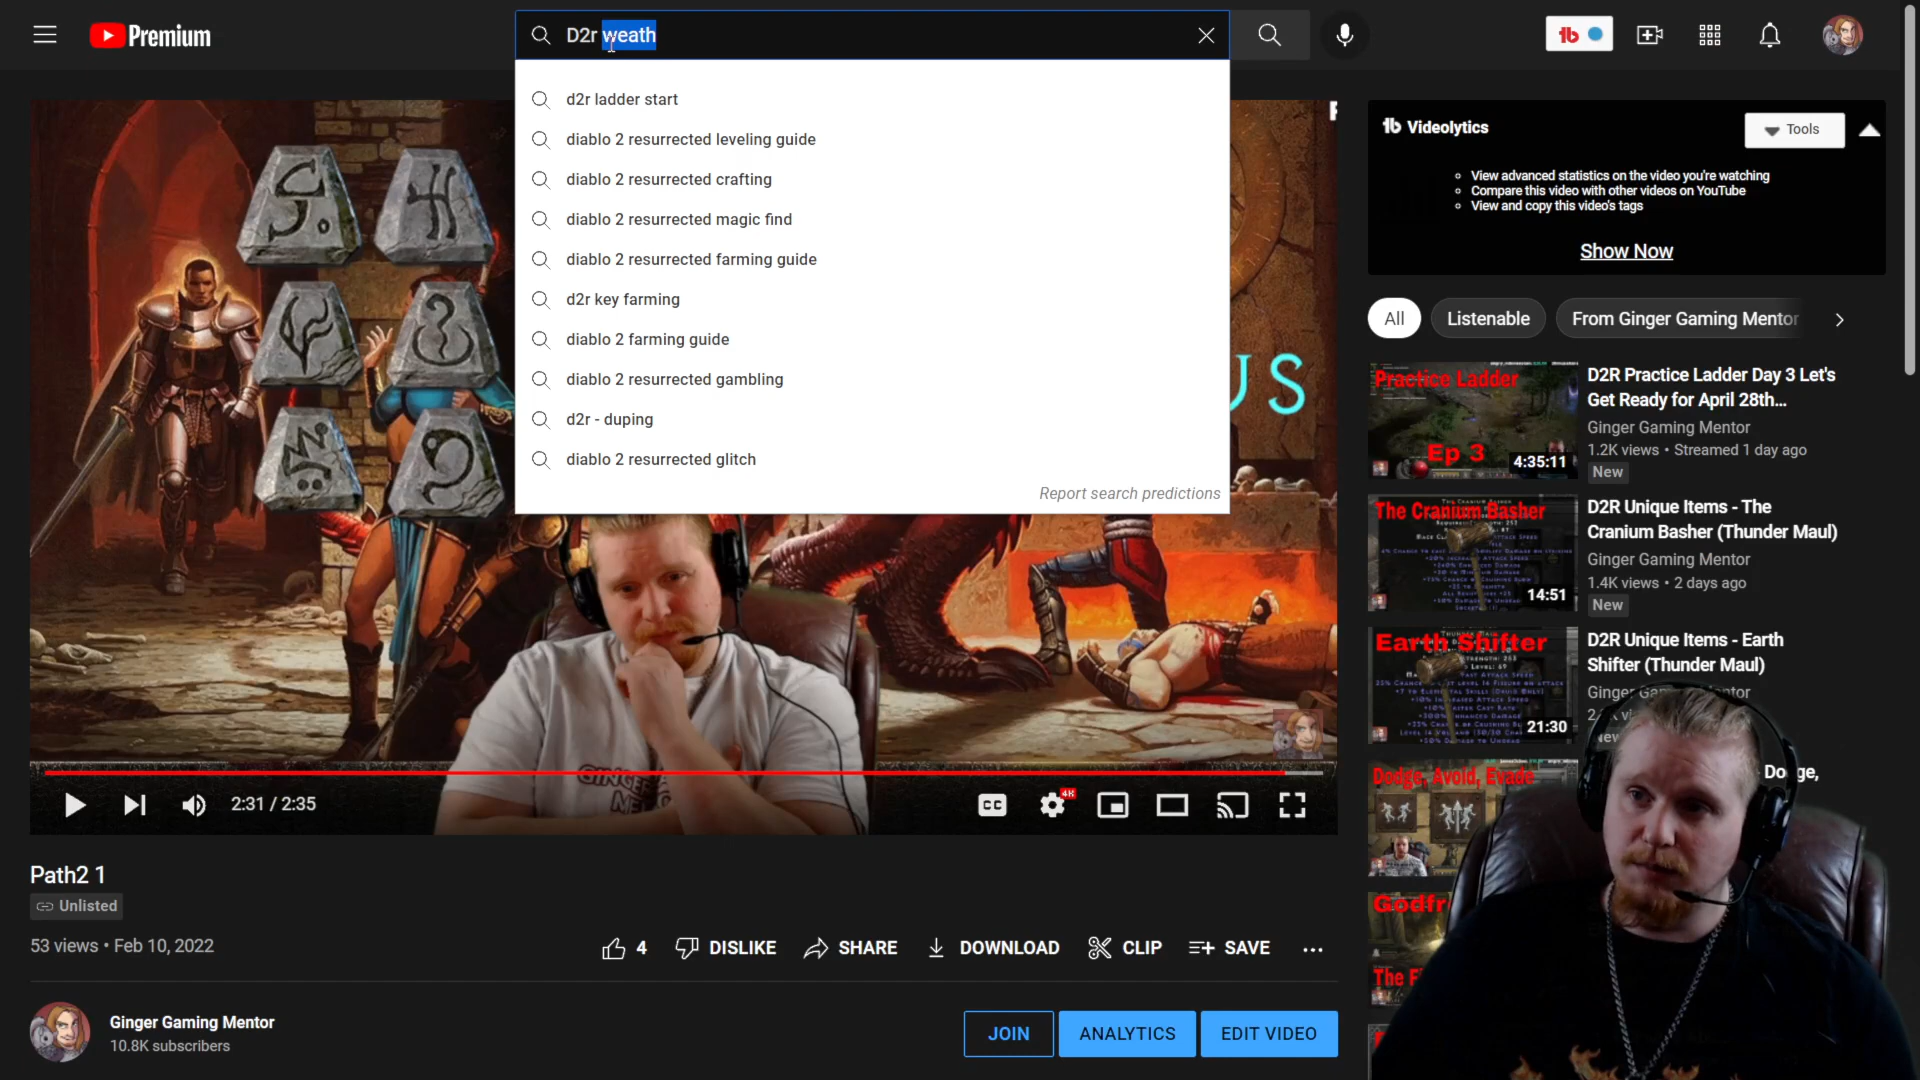 Premium
D2r weath
d2r ladder start
diablo 2 resurrected leveling guide
diablo 2 resurrected crafting
diablo 2 resurrected magic find
diablo 2 resurrected farming guide
d2r key farming
diablo 2 farming guide
diablo 2 resurrected gambling
d2r - duping
diablo 2 resurrected glitch
Report search predictions
US
2:31 / 2:35
CC
4K
Path2 1
Unlisted
53 views • Feb 10, 2022
4
DISLIKE
SHARE
DOWNLOAD
CLIP
SAVE
Ginger Gaming Mentor
10.8K subscribers
JOIN
ANALYTICS
EDIT VIDEO
tb
tb Videolytics
Tools
View advanced statistics on the video you're watching
Compare this video with other videos on YouTube
View and copy this video's tags
Show Now
All
Listenable
From Ginger Gaming Mentor
Practice Ladder
Ep 3
4:35:11
D2R Practice Ladder Day 3 Let's
Get Ready for April 28th...
Ginger Gaming Mentor
1.2K views • Streamed 1 day ago
New
The Cranium Basher
14:51
D2R Unique Items - The
Cranium Basher (Thunder Maul)
Ginger Gaming Mentor
1.4K views • 2 days ago
New
Earth Shifter
21:30
D2R Unique Items - Earth
Shifter (Thunder Maul)
Ginger
Dodge, Avoid, Evade
Godfr
The Fi